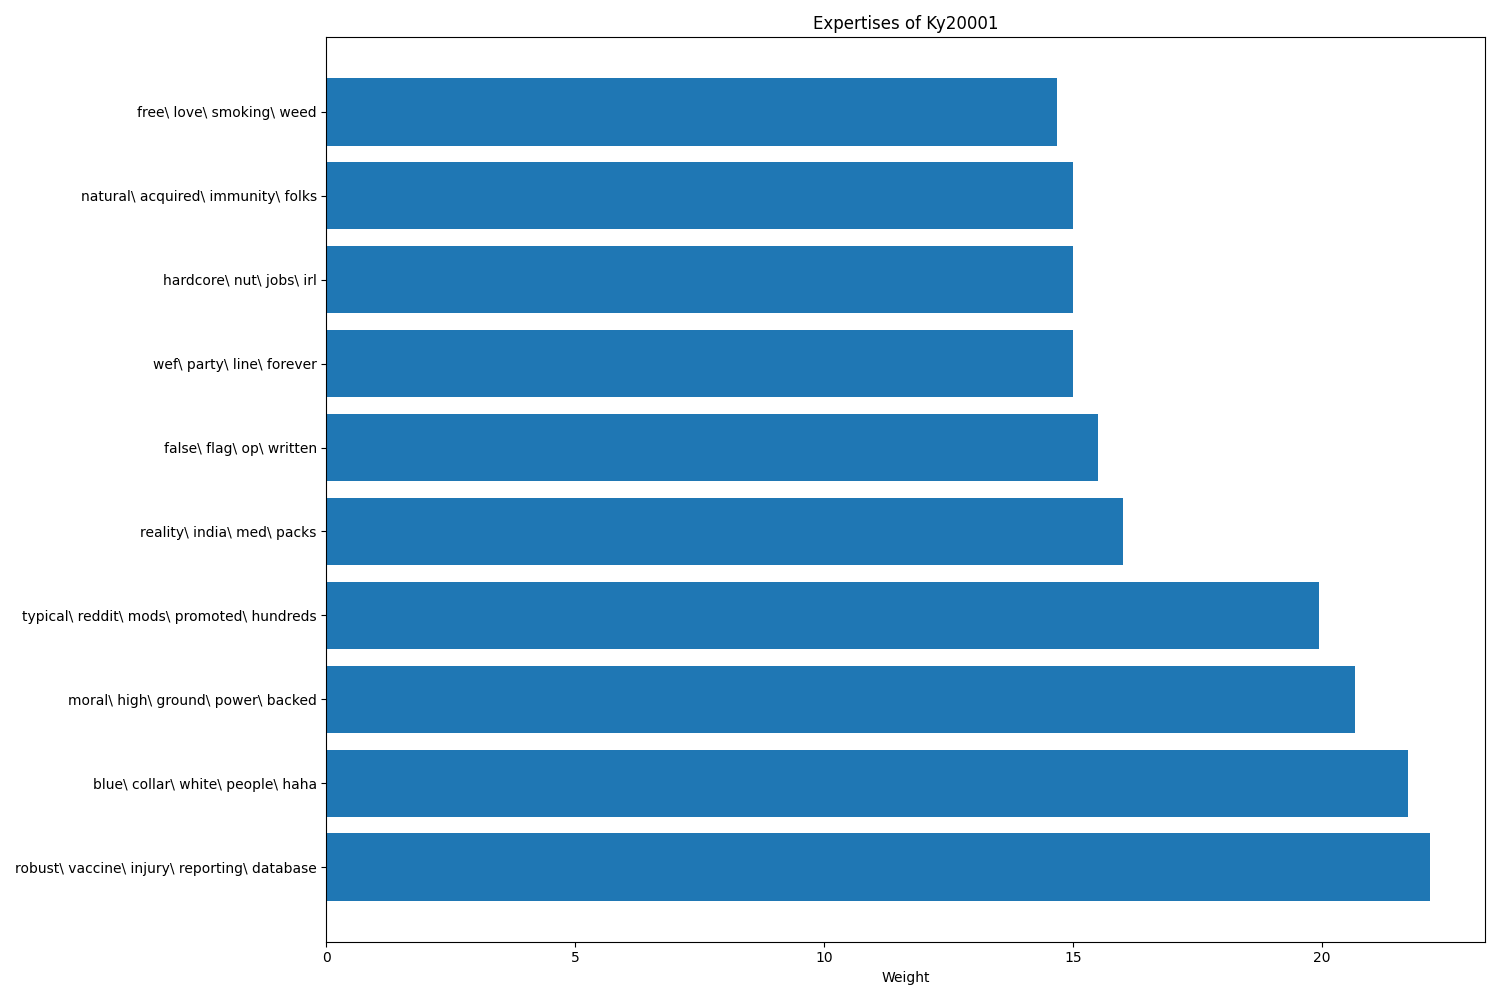 Expertises of Ky20001
free\ love\ smoking\ weed
natural\ acquired\ immunity\ folks
hardcore\ nut\ jobs\ irl
wef\ party\ line\ forever
false\ flag\ op\ written
reality\ india\ med\ packs
typical\ reddit\ mods\ promoted\ hundreds
moral\ high\ ground\ power\ backed
blue\ collar\ white\ people\ haha
robust\ vaccine\ injury\ reporting\ database
0 5 10 15 20
Weight